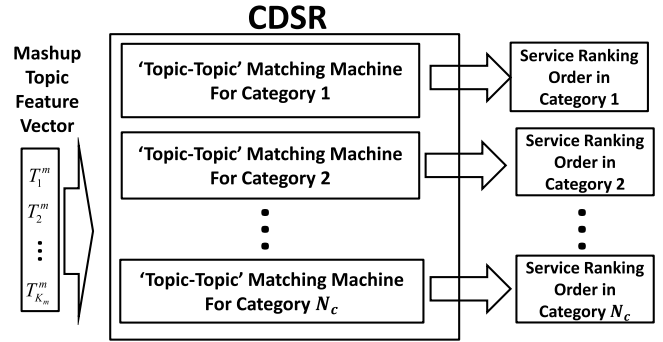 CDSR
Mashup
Topic
Feature
Vector
T_1^m
T_2^m
T_{K_m}^m
'Topic-Topic' Matching Machine
For Category 1
'Topic-Topic' Matching Machine
For Category 2
'Topic-Topic' Matching Machine
For Category N_c
Service Ranking
Order in
Category 1
Service Ranking
Order in
Category 2
Service Ranking
Order in
Category N_c